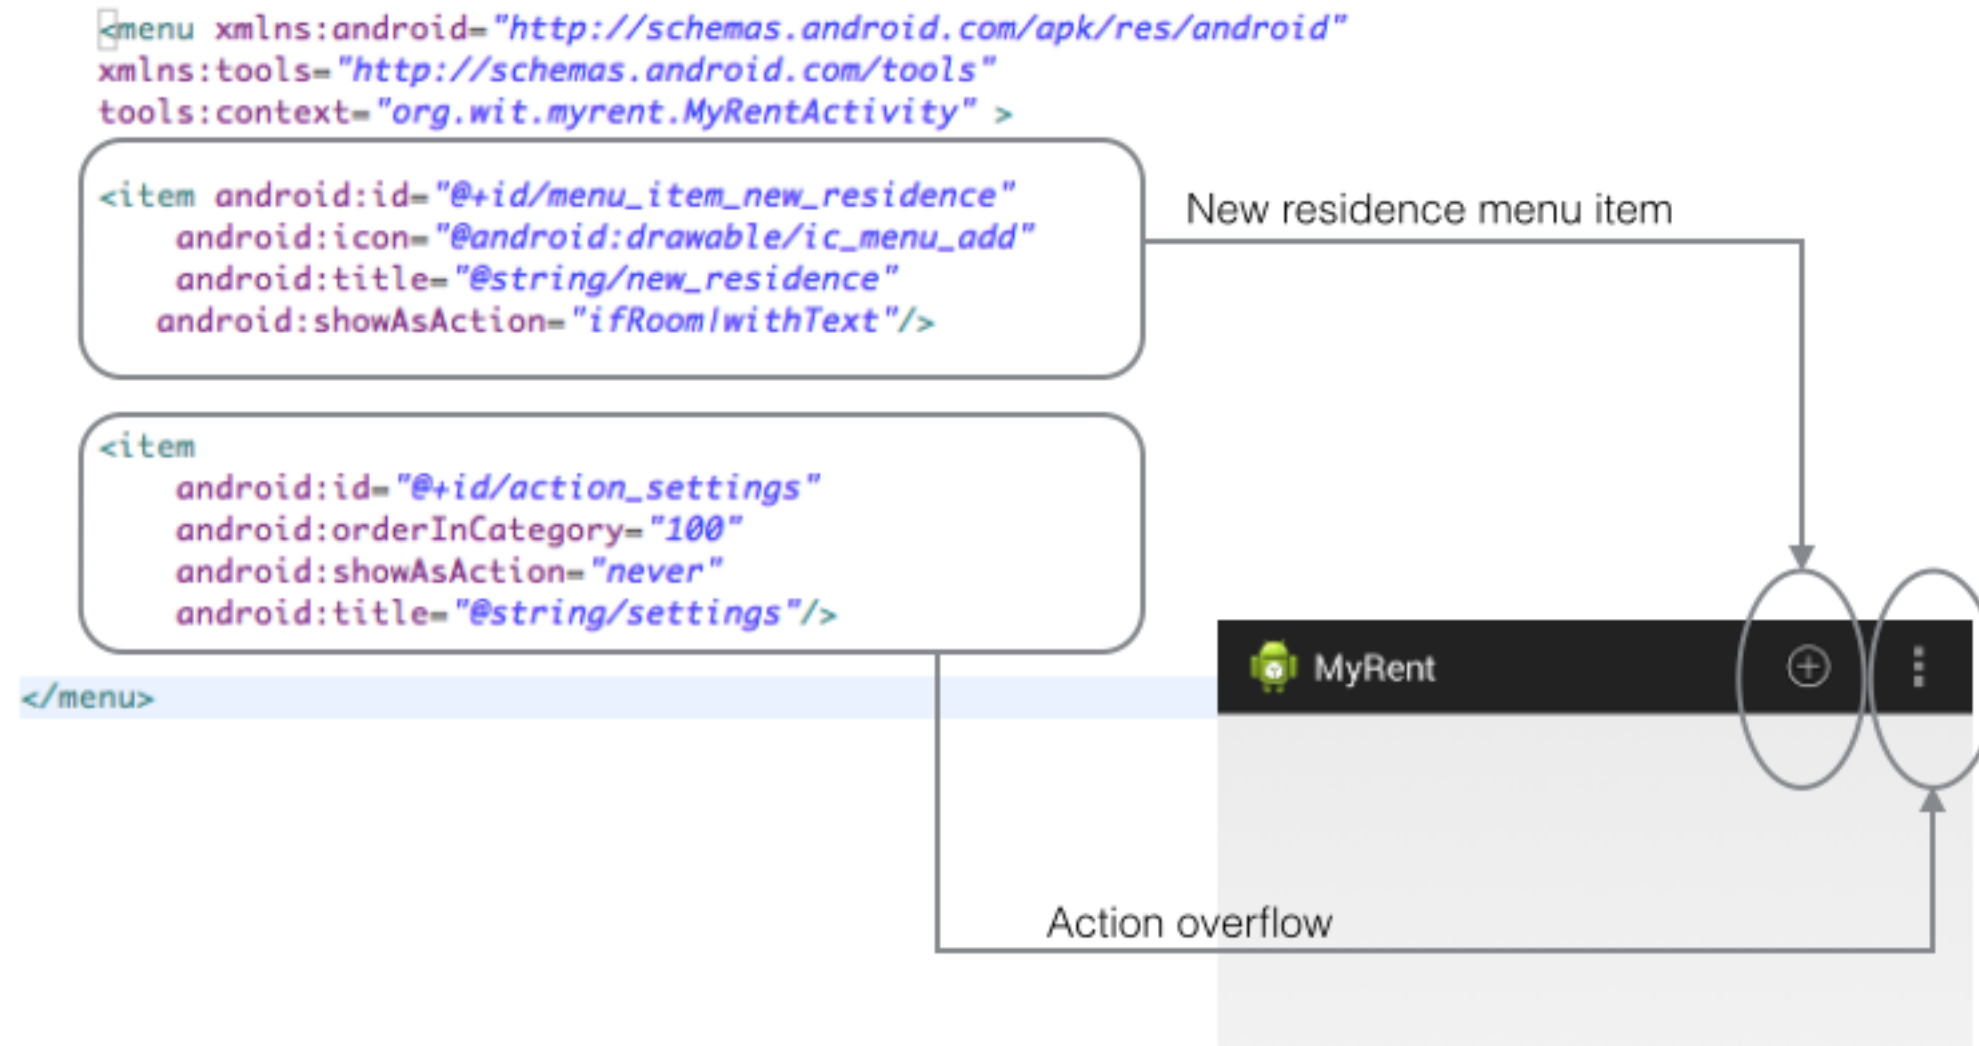 <menu xmlns:android="http://schemas.android.com/apk/res/android"
xmlns:tools="http://schemas.android.com/tools"
tools:context="org.wit.myrent.MyRentActivity" >
<item android:id="@+id/menu_item_new_residence"
android:icon="@android:drawable/ic_menu_add"
android:title="@string/new_residence"
android:showAsAction="ifRoom|withText"/>
New residence menu item
<item
android:id="@+id/action_settings"
android:orderInCategory="100"
android:showAsAction="never"
android:title="@string/settings"/>
</menu>
MyRent
Action overflow